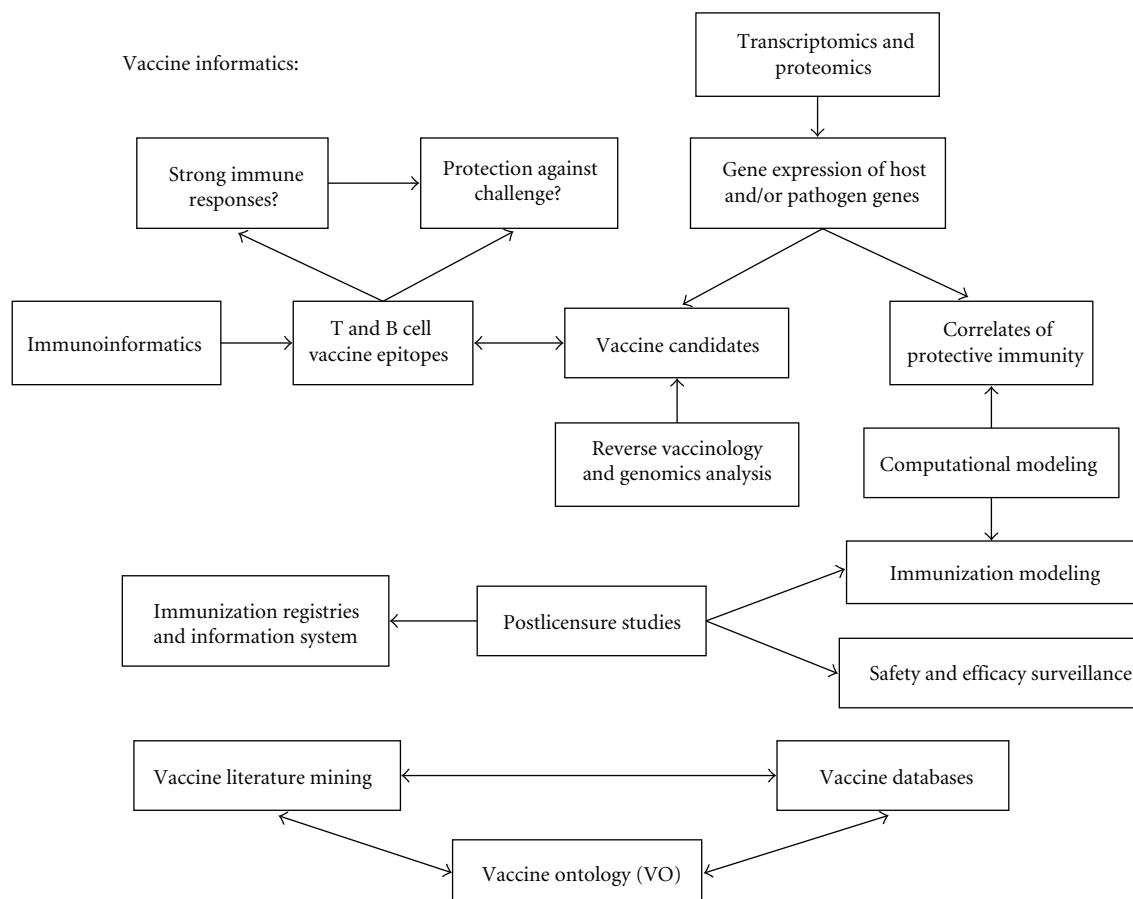 Vaccine informatics:
Transcriptomics and
proteomics
Strong immune
responses?
Protection against
challenge?
Gene expression of host
and/or pathogen genes
Immunoinformatics
T and B cell
vaccine epitopes
Vaccine candidates
Correlates of
protective immunity
Reverse vaccinology
and genomics analysis
Computational modeling
Immunization modeling
Immunization registries
and information system
Postlicensure studies
Safety and efficacy surveillance
Vaccine literature mining
Vaccine databases
Vaccine ontology (VO)